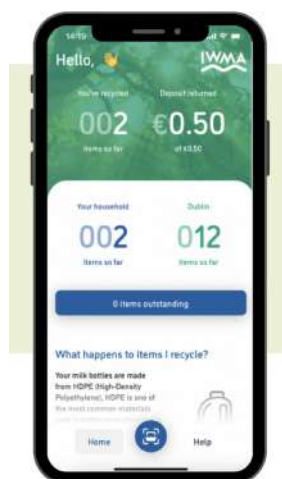 14:19
Hello, 👋
IWMA
You've recycled
Deposit returned
002
€0.50
items so far
of €0.50
Your household
Dublin
002
012
items so far
items so far
0 items outstanding
What happens to items I recycle?
Your milk bottles are made
from HDPE (High-Density
Polyethylene), HDPE is one of
the most common materials
Home
Help